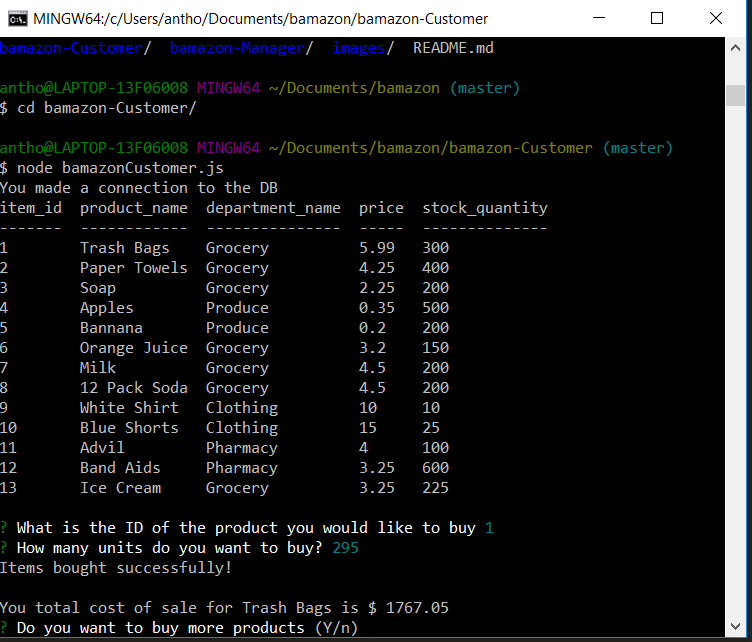 MINGW64:/c/Users/antho/Documents/bamazon/bamazon-Customer
bamazon-Customer/  bamazon-Manager/  images/  README.md
antho@LAPTOP-13F06008 MINGW64 ~/Documents/bamazon (master)
$ cd bamazon-Customer/
antho@LAPTOP-13F06008 MINGW64 ~/Documents/bamazon/bamazon-Customer (master)
$ node bamazonCustomer.js
You made a connection to the DB
item_id  product_name  department_name  price  stock_quantity
-------  ------------  ---------------  -----  --------------
1        Trash Bags    Grocery          5.99   300
2        Paper Towels  Grocery          4.25   400
3        Soap          Grocery          2.25   200
4        Apples        Produce          0.35   500
5        Bannana       Produce          0.2    200
6        Orange Juice  Grocery          3.2    150
7        Milk          Grocery          4.5    200
8        12 Pack Soda  Grocery          4.5    200
9        White Shirt   Clothing         10     10
10       Blue Shorts   Clothing         15     25
11       Advil         Pharmacy         4      100
12       Band Aids     Pharmacy         3.25   600
13       Ice Cream     Grocery          3.25   225
? What is the ID of the product you would like to buy 1
? How many units do you want to buy? 295
Items bought successfully!
You total cost of sale for Trash Bags is $ 1767.05
? Do you want to buy more products (Y/n)